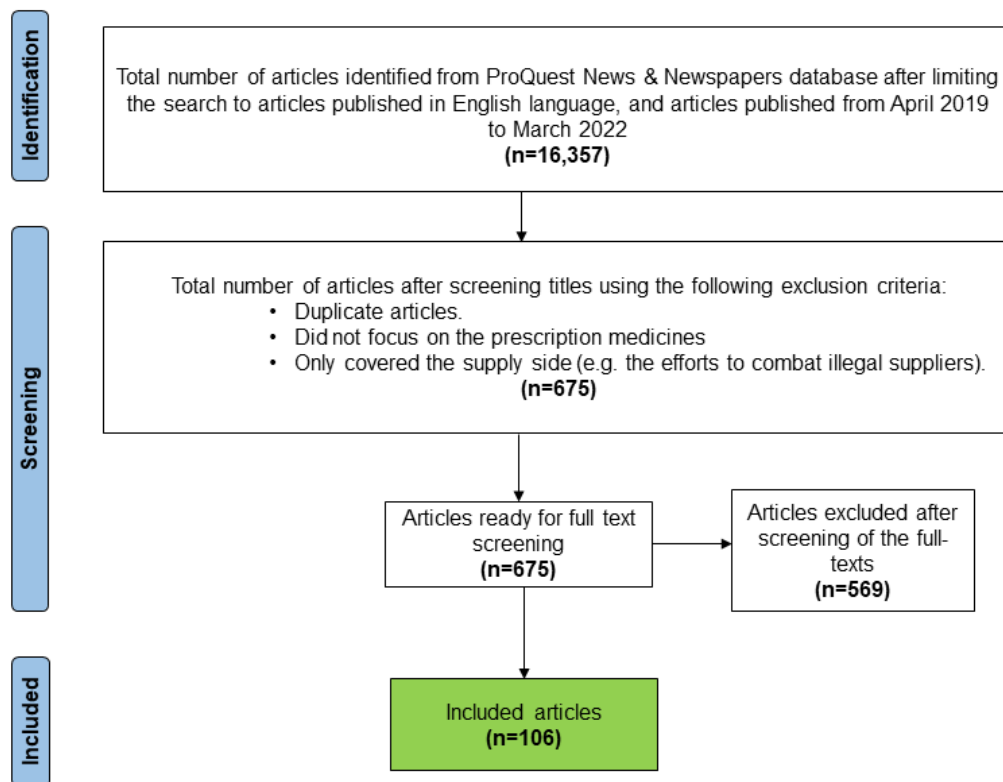 Identification
Total number of articles identified from ProQuest News & Newspapers database after limiting
the search to articles published in English language, and articles published from April 2019
to March 2022
(n=16,357)
Screening
Total number of articles after screening titles using the following exclusion criteria:
• Duplicate articles.
• Did not focus on the prescription medicines
• Only covered the supply side (e.g. the efforts to combat illegal suppliers).
(n=675)
Articles ready for full text
screening
(n=675)
Articles excluded after
screening of the full-
texts
(n=569)
Included
Included articles
(n=106)